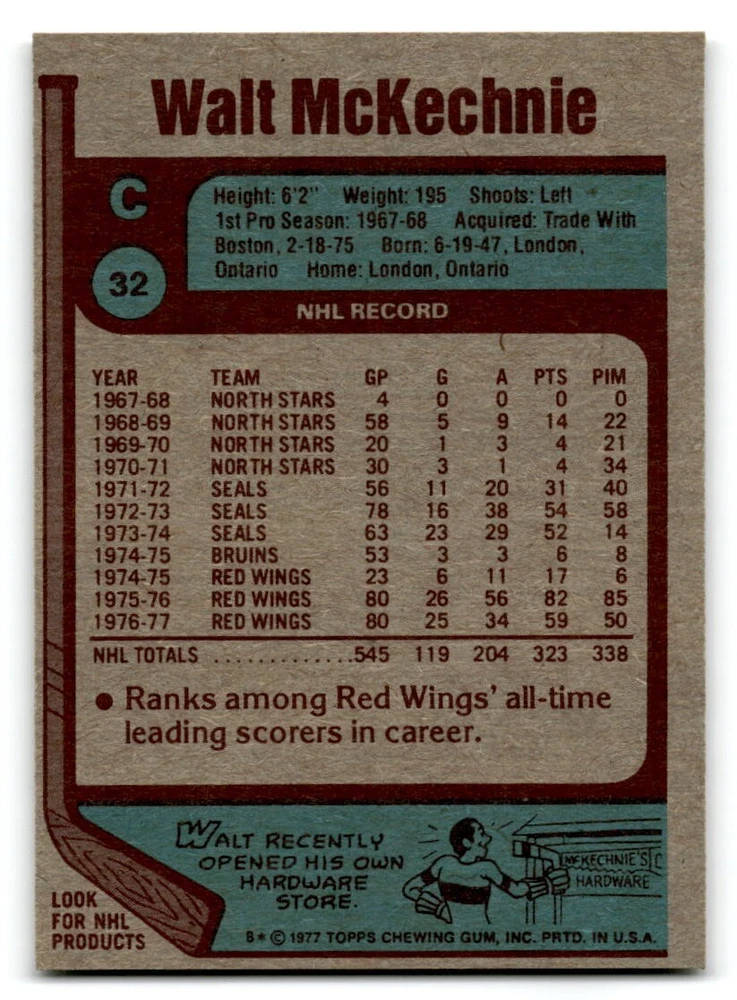 Walt McKechnie
C
32
Height: 6'2" Weight: 195 Shoots: Left
1st Pro Season: 1967-68 Acquired: Trade With
Boston, 2-18-75 Born: 6-19-47, London,
Ontario Home: London, Ontario
NHL RECORD
YEAR TEAM GP G A PTS PIM
1967-68 NORTH STARS 4 0 0 0 0
1968-69 NORTH STARS 58 5 9 14 22
1969-70 NORTH STARS 20 1 3 4 21
1970-71 NORTH STARS 30 3 1 4 34
1971-72 SEALS 56 11 20 31 40
1972-73 SEALS 78 16 38 54 58
1973-74 SEALS 63 23 29 52 14
1974-75 BRUINS 53 3 3 6 8
1974-75 RED WINGS 23 6 11 17 6
1975-76 RED WINGS 80 26 56 82 85
1976-77 RED WINGS 80 25 34 59 50
NHL TOTALS .............545 119 204 323 338
● Ranks among Red Wings' all-time
leading scorers in career.
WALT RECENTLY
OPENED HIS OWN
HARDWARE
STORE.
McKECHNIE'S
HARDWARE
LOOK
FOR NHL
PRODUCTS
B* © 1977 TOPPS CHEWING GUM, INC. PRTD. IN U.S.A.